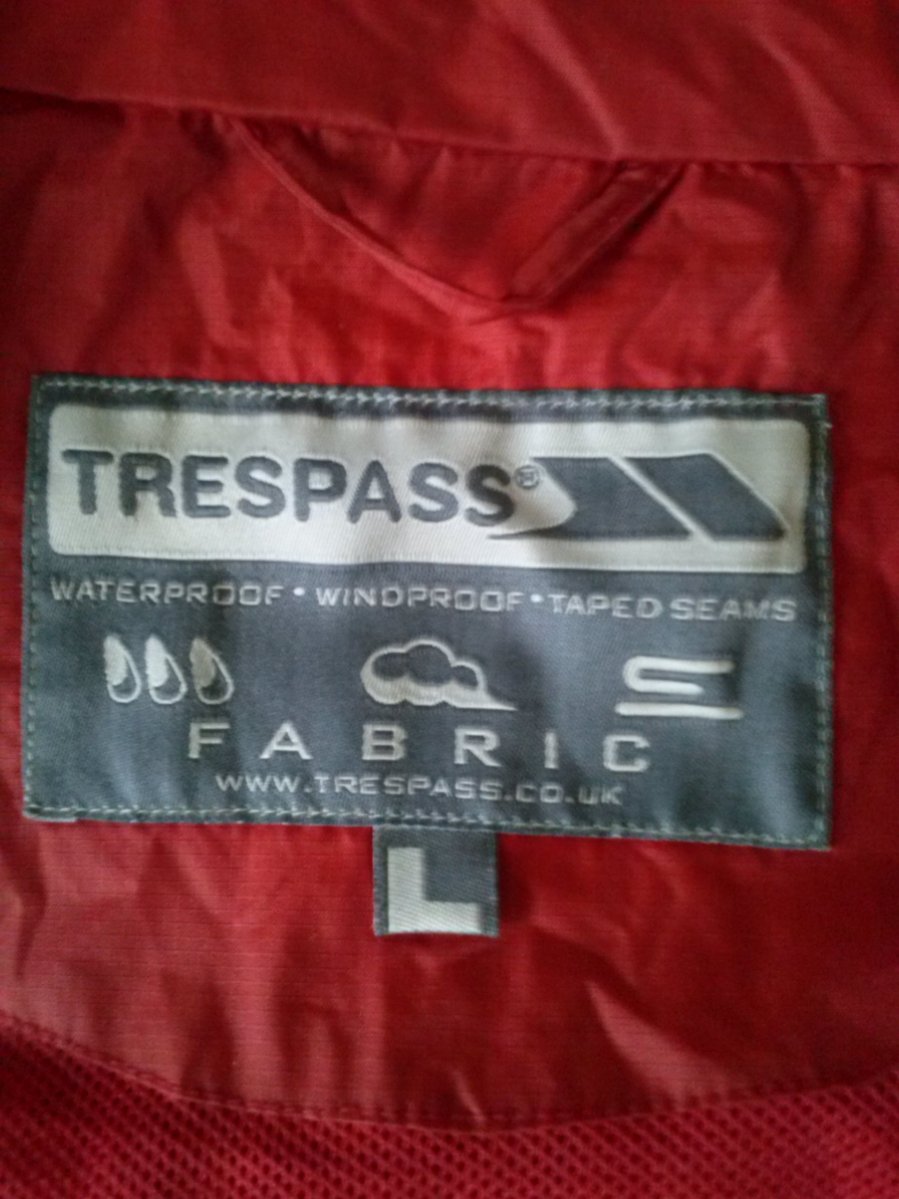 TRESPASS®
WATERPROOF • WINDPROOF • TAPED SEAMS
FABRIC
WWW.TRESPASS.CO.UK
L